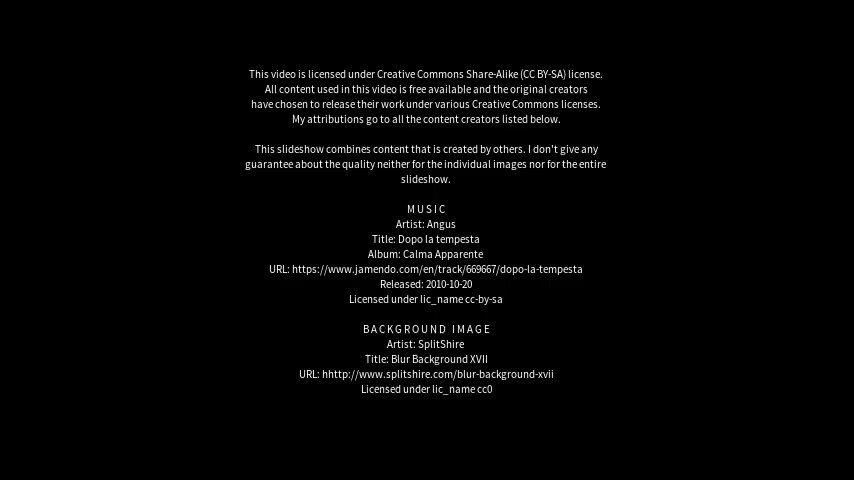 This video is licensed under Creative Commons Share-Alike (CC BY-SA) license.
All content used in this video is free available and the original creators
have chosen to release their work under various Creative Commons licenses.
My attributions go to all the content creators listed below.
This slideshow combines content that is created by others. I don't give any
guarantee about the quality neither for the individual images nor for the entire
slideshow.
MUSIC
Artist: Angus
Title: Dopo la tempesta
Album: Calma Apparente
URL: https://www.jamendo.com/en/track/669667/dopo-la-tempesta
Released: 2010-10-20
Licensed under lic_name cc-by-sa
BACKGROUND IMAGE
Artist: SplitShire
Title: Blur Background XVII
URL: hhttp://www.splitshire.com/blur-background-xvii
Licensed under lic_name cc0